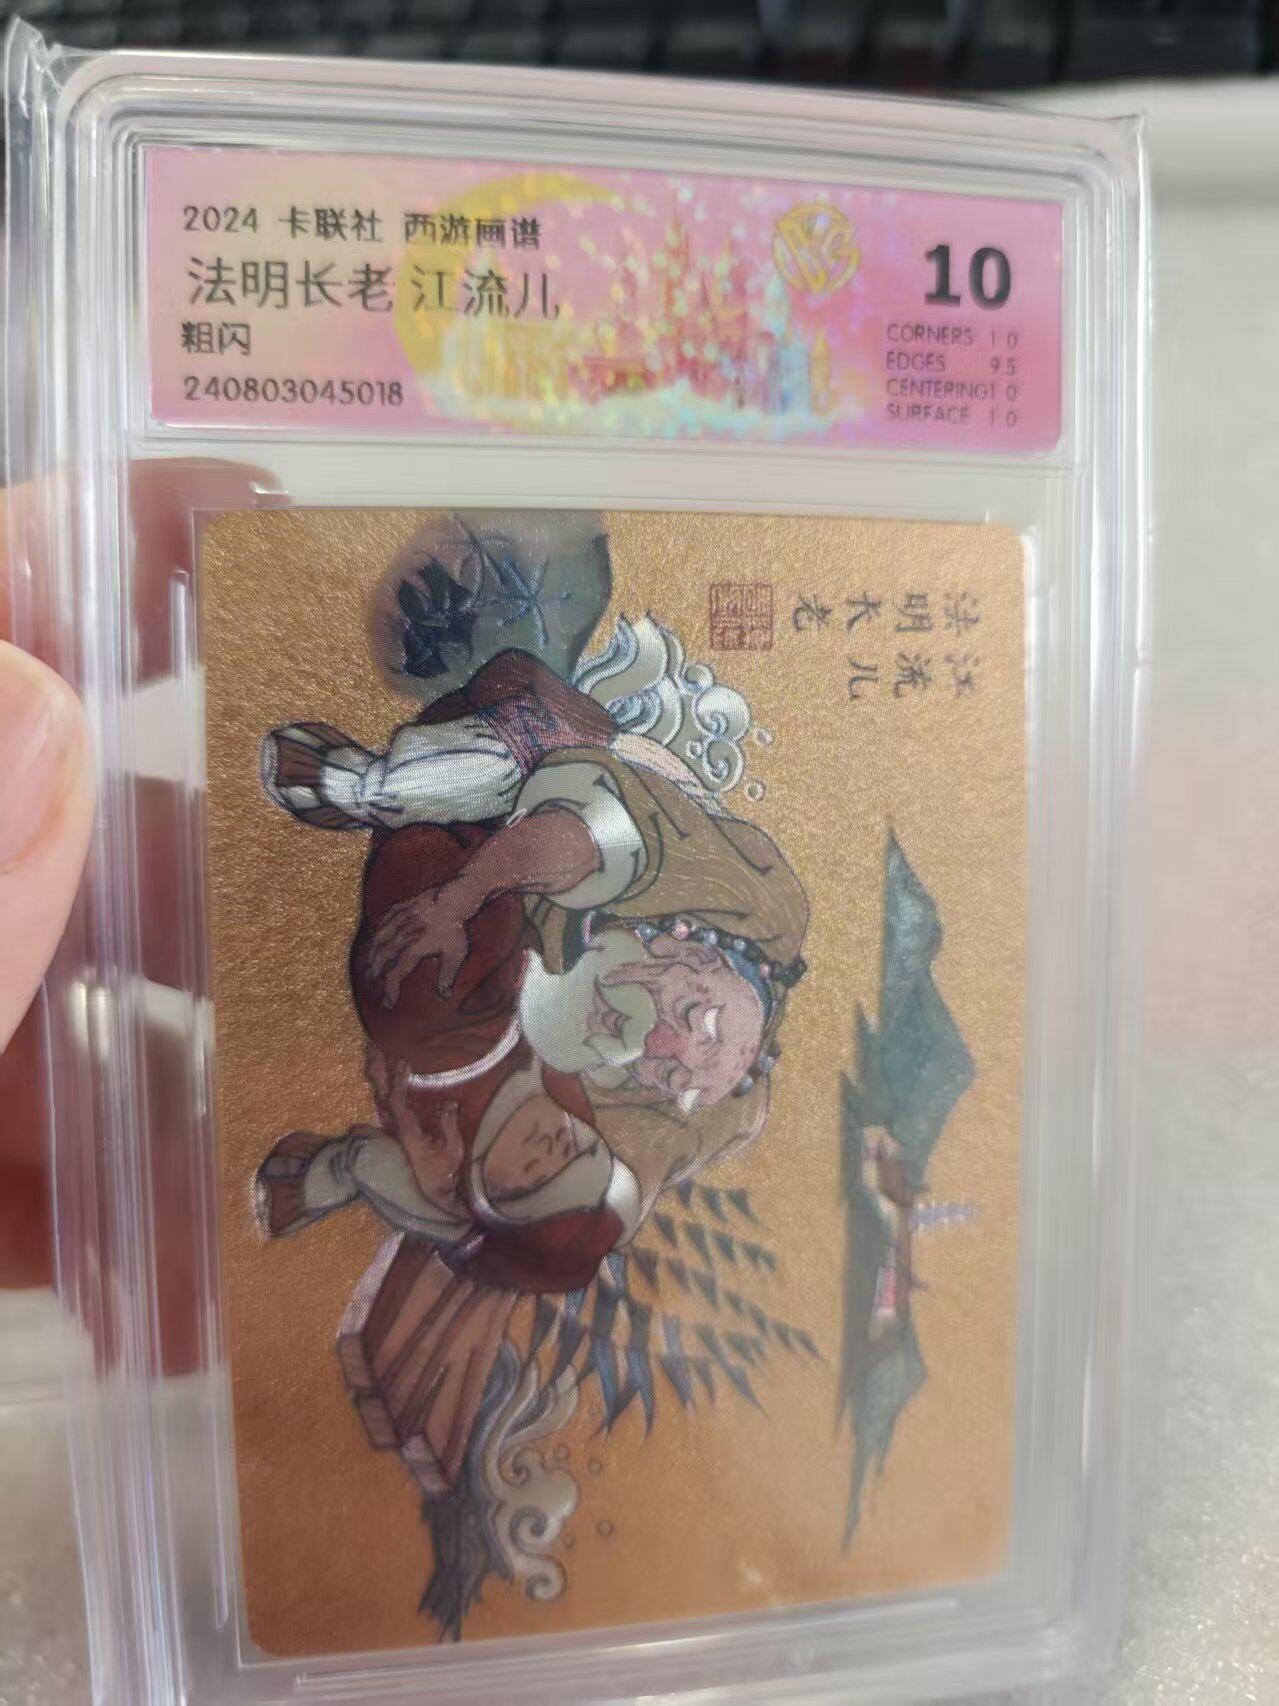 2024 卡联社 西游画谱
法明长老 江流儿
粗闪
240803045018
10
CORNERS 10
EDGES 9.5
CENTERING10
SURFACE 10
法明长老
江流儿